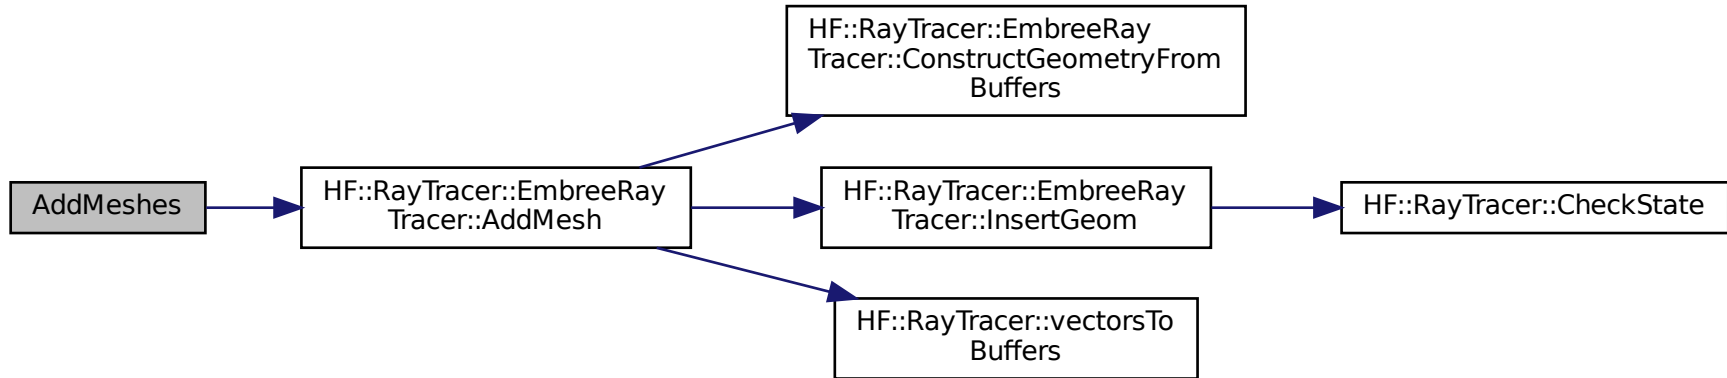 AddMeshes
HF::RayTracer::EmbreeRay
Tracer::AddMesh
HF::RayTracer::EmbreeRay
Tracer::ConstructGeometryFrom
Buffers
HF::RayTracer::EmbreeRay
Tracer::InsertGeom
HF::RayTracer::CheckState
HF::RayTracer::vectorsTo
Buffers